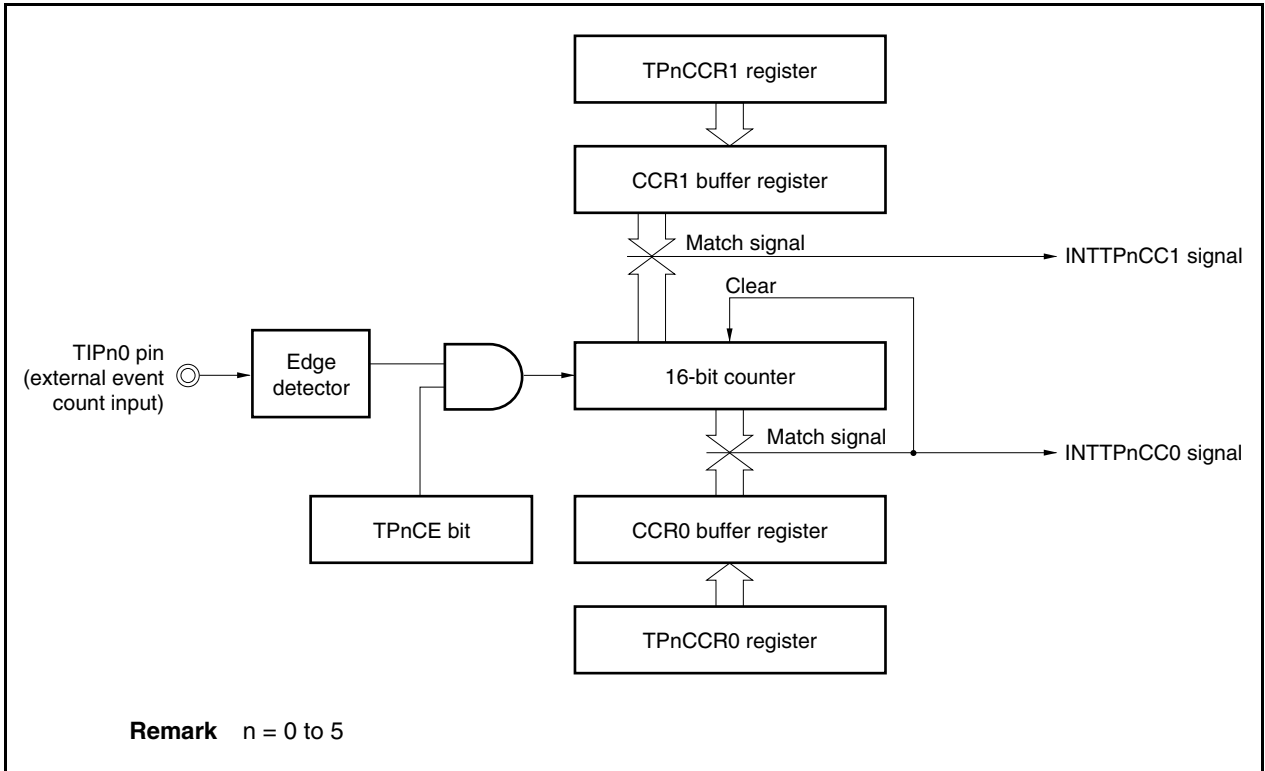 TPnCCR1 register
CCR1 buffer register
Match signal
INTTPnCC1 signal
Clear
TIPn0 pin
(external event
count input)
Edge
detector
16-bit counter
Match signal
INTTPnCC0 signal
TPnCE bit
CCR0 buffer register
TPnCCR0 register
Remark n = 0 to 5